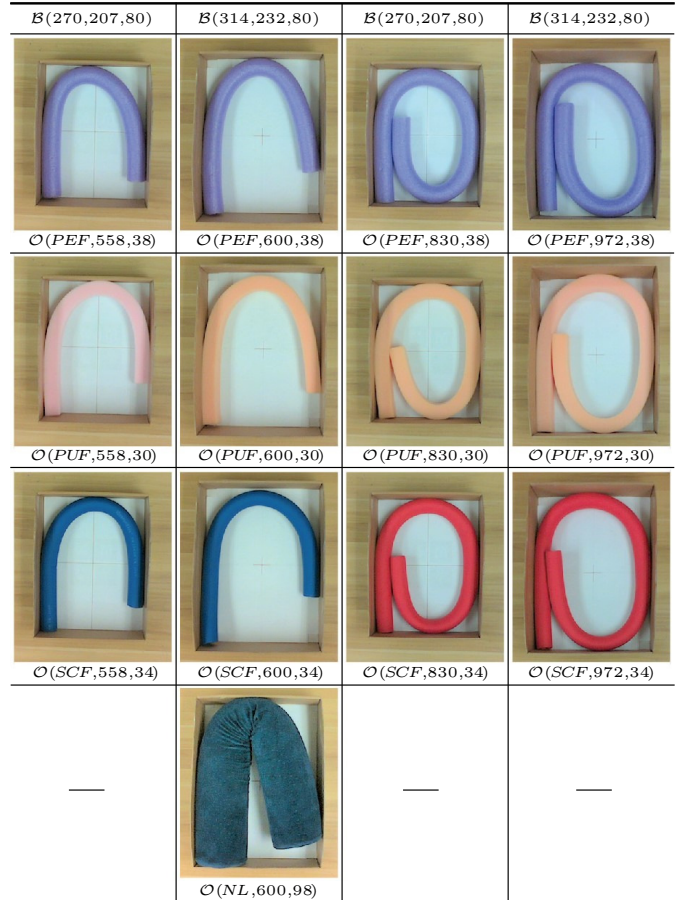 𝓑(270,207,80) 𝓑(314,232,80) 𝓑(270,207,80) 𝓑(314,232,80)
𝒪(PEF,558,38) 𝒪(PEF,600,38) 𝒪(PEF,830,38) 𝒪(PEF,972,38)
𝒪(PUF,558,30) 𝒪(PUF,600,30) 𝒪(PUF,830,30) 𝒪(PUF,972,30)
𝒪(SCF,558,34) 𝒪(SCF,600,34) 𝒪(SCF,830,34) 𝒪(SCF,972,34)
— — —
𝒪(NL,600,98)